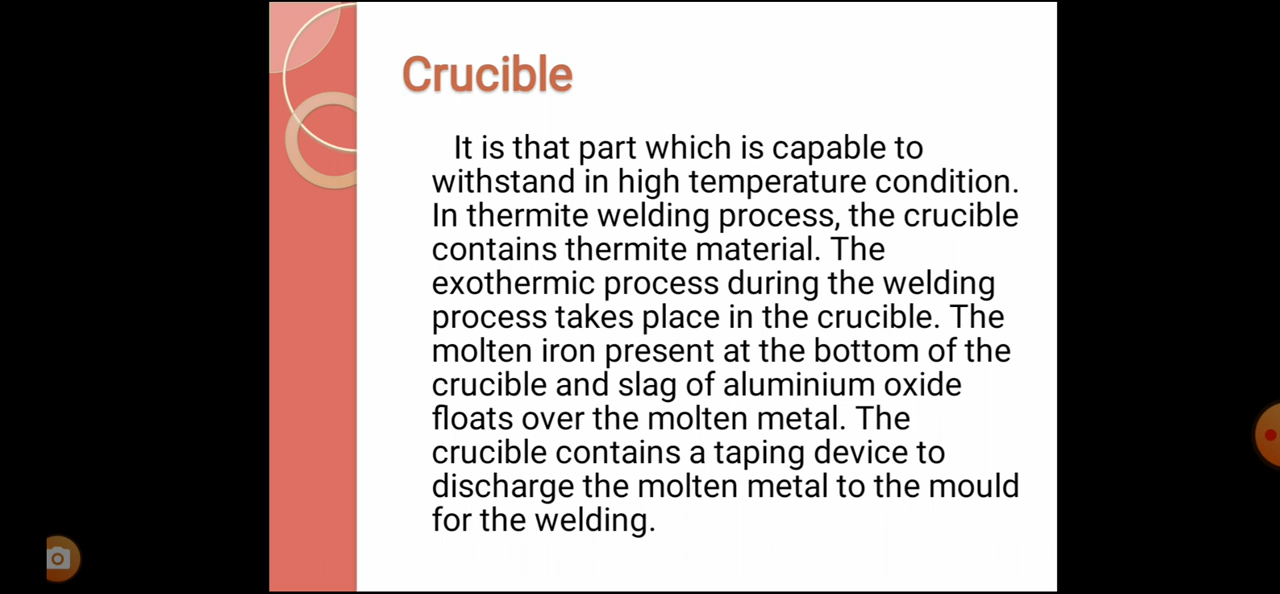 Crucible
It is that part which is capable to
withstand in high temperature condition.
In thermite welding process, the crucible
contains thermite material. The
exothermic process during the welding
process takes place in the crucible. The
molten iron present at the bottom of the
crucible and slag of aluminium oxide
floats over the molten metal. The
crucible contains a taping device to
discharge the molten metal to the mould
for the welding.